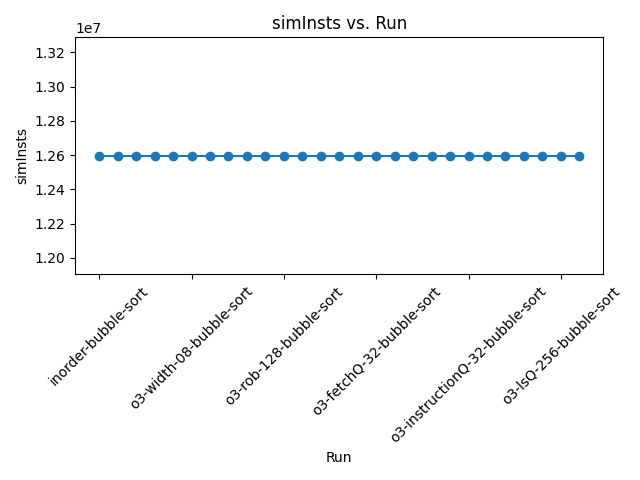 simInsts vs. Run
1e7
1.32
1.30
1.28
1.26
1.24
1.22
1.20
simInsts
inorder-bubble-sort
o3-width-08-bubble-sort
o3-rob-128-bubble-sort
o3-fetchQ-32-bubble-sort
o3-instructionQ-32-bubble-sort
o3-lsQ-256-bubble-sort
Run